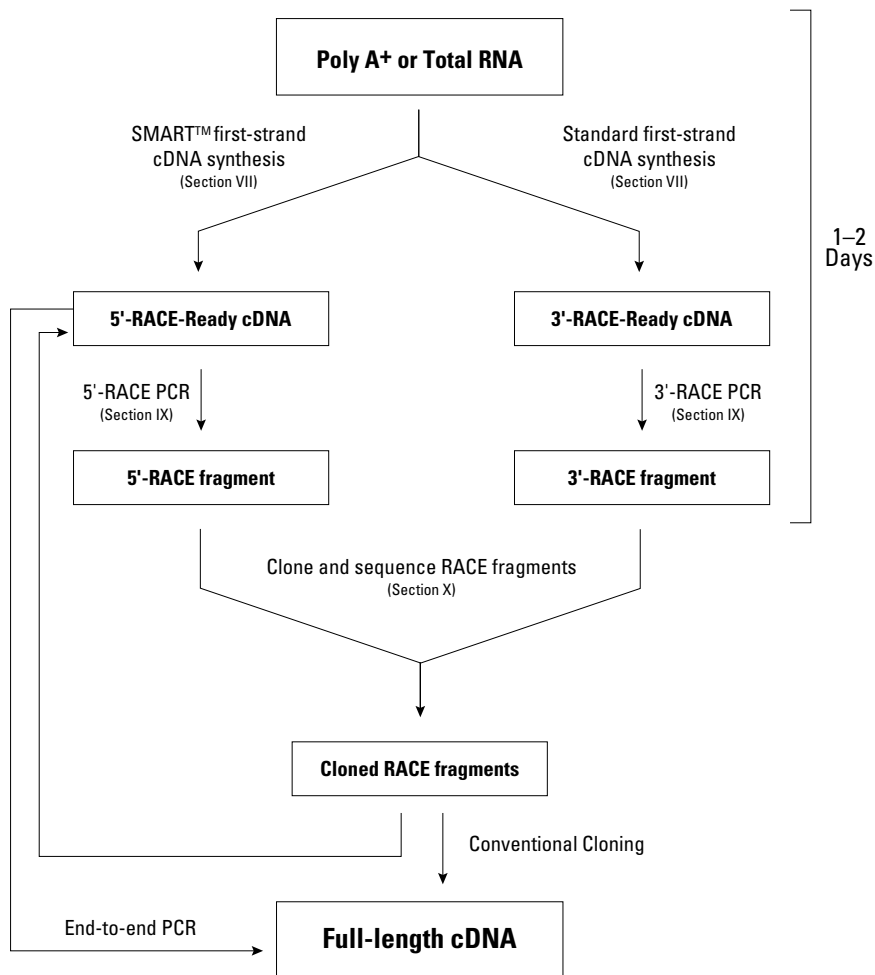 Poly A+ or Total RNA
SMART™ first-strand
cDNA synthesis
(Section VII)
Standard first-strand
cDNA synthesis
(Section VII)
1–2
Days
5'-RACE-Ready cDNA
3'-RACE-Ready cDNA
5'-RACE PCR
(Section IX)
3'-RACE PCR
(Section IX)
5'-RACE fragment
3'-RACE fragment
Clone and sequence RACE fragments
(Section X)
Cloned RACE fragments
Conventional Cloning
End-to-end PCR
Full-length cDNA